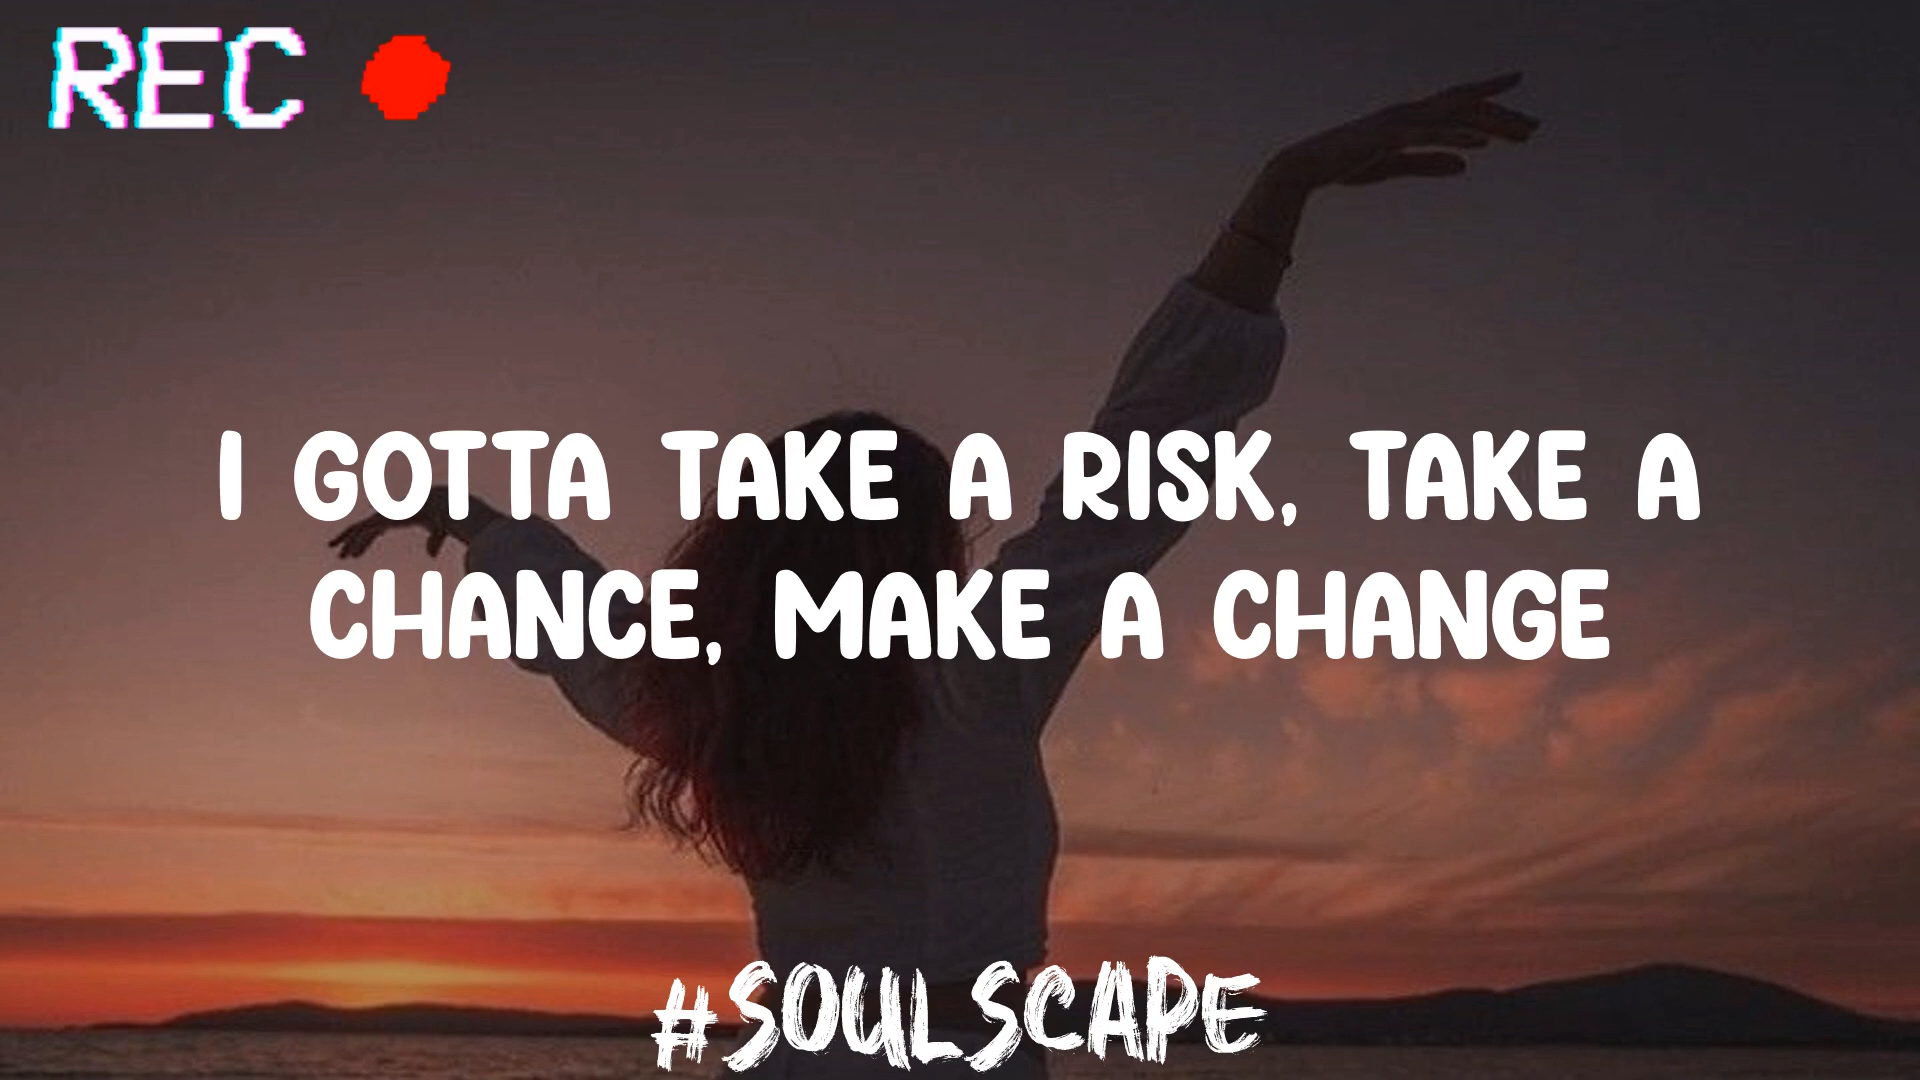 REC
I GOTTA TAKE A RISK, TAKE A
CHANCE, MAKE A CHANGE
#SOULSCAPE